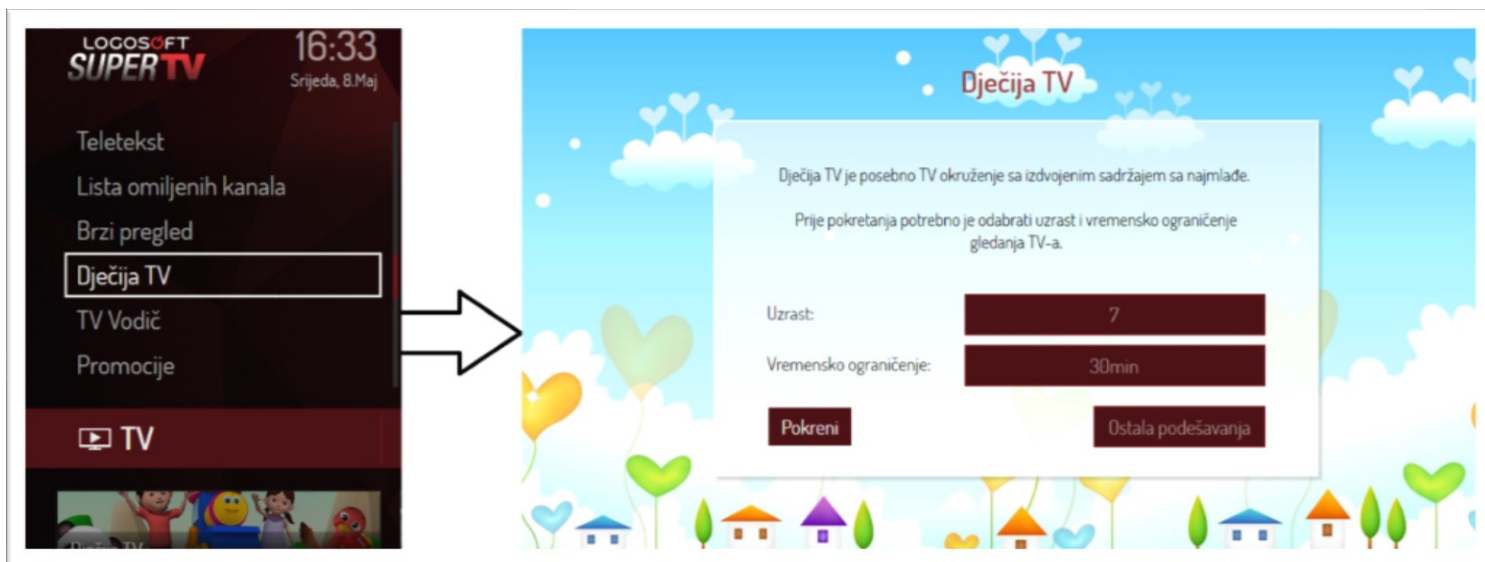 LOGOSOFT
SUPERTV
16:33
Srijeda, 8.Maj
Teletekst
Lista omiljenih kanala
Brzi pregled
Dječija TV
TV Vodič
Promocije
TV
Dječija TV
Dječija TV
Dječija TV je posebno TV okruženje sa izdvojenim sadržajem sa najmlađe.
Prije pokretanja potrebno je odabrati uzrast i vremensko ograničenje
gledanja TV-a.
Uzrast: 7
Vremensko ograničenje: 30min
Pokreni
Ostala podešavanja